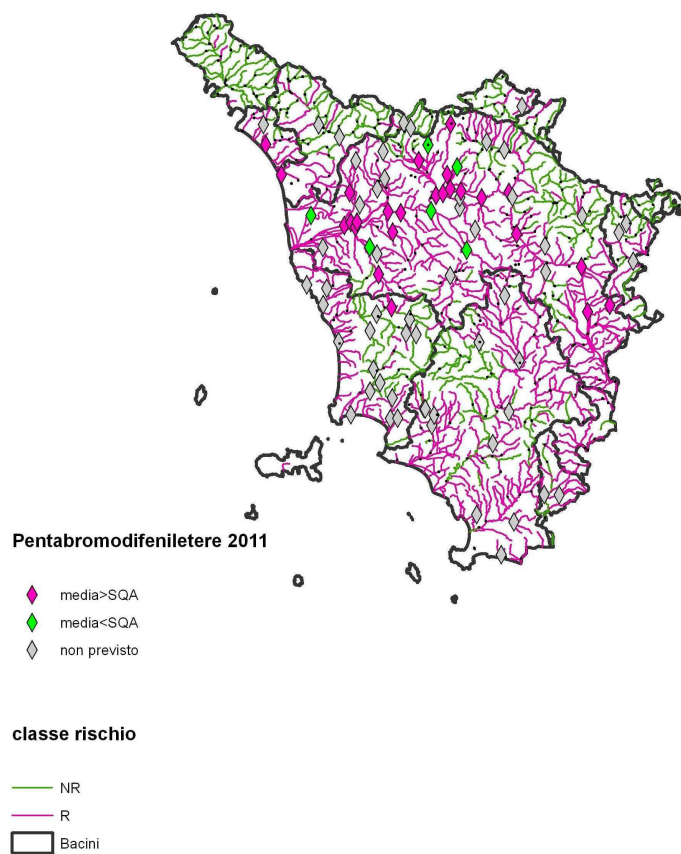 Pentabromodifeniletere 2011
media>SQA
media<SQA
non previsto
classe rischio
NR
R
Bacini